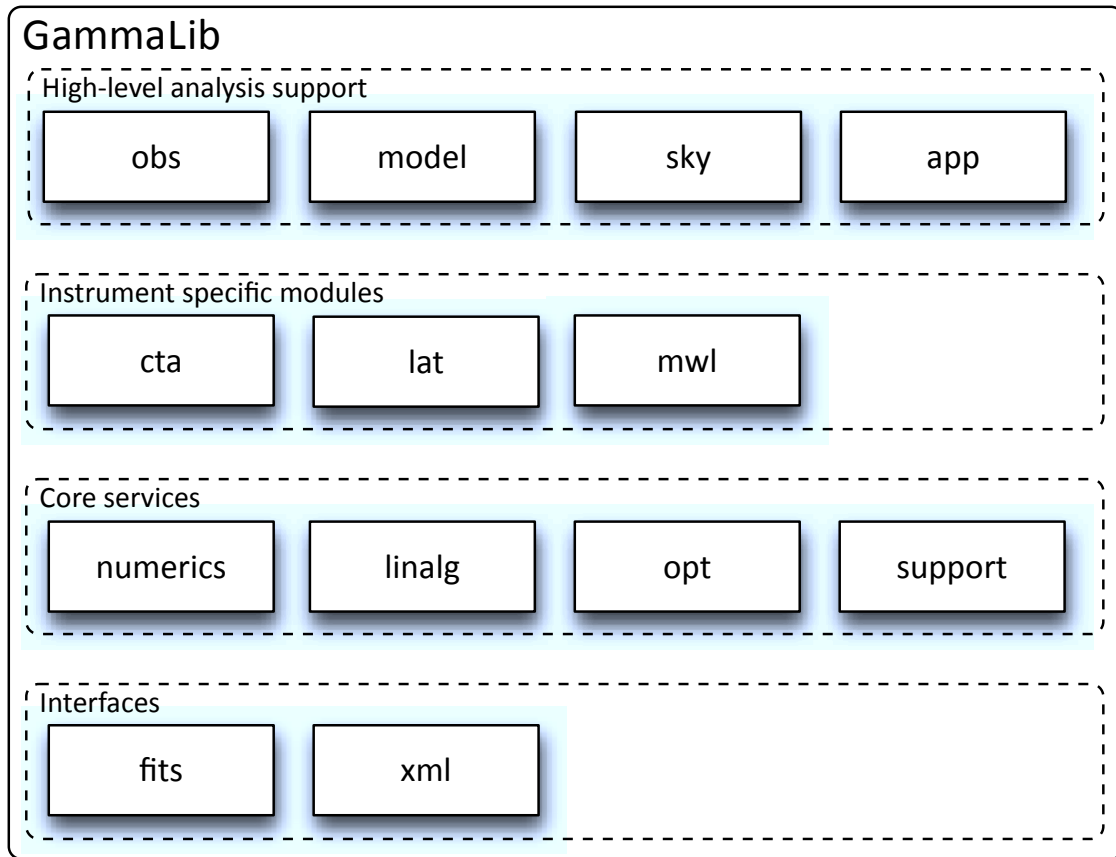 GammaLib
High-level analysis support
obs model sky app
Instrument specific modules
cta lat mwl
Core services
numerics linalg opt support
Interfaces
fits xml